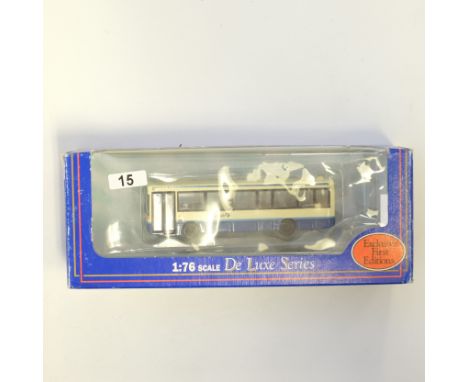 15
1:76 SCALE De Luxe Series
Exclusive
First
Editions